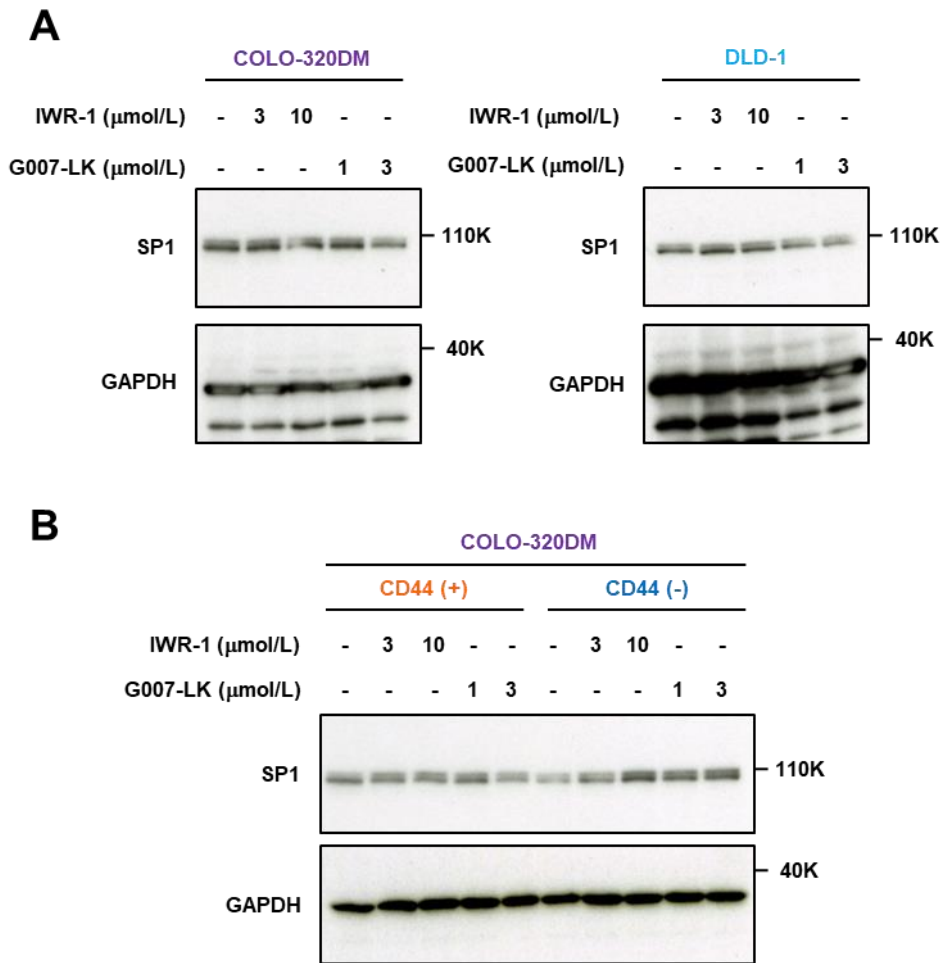 A
COLO-320DM DLD-1
IWR-1 (μmol/L) - 3 10 - - IWR-1 (μmol/L) - 3 10 - -
G007-LK (μmol/L) - - - 1 3 G007-LK (μmol/L) - - - 1 3
SP1 110K SP1 110K
GAPDH 40K GAPDH 40K
B
COLO-320DM
CD44 (+) CD44 (-)
IWR-1 (μmol/L) - 3 10 - - - 3 10 - -
G007-LK (μmol/L) - - - 1 3 - - - 1 3
SP1 110K
GAPDH 40K